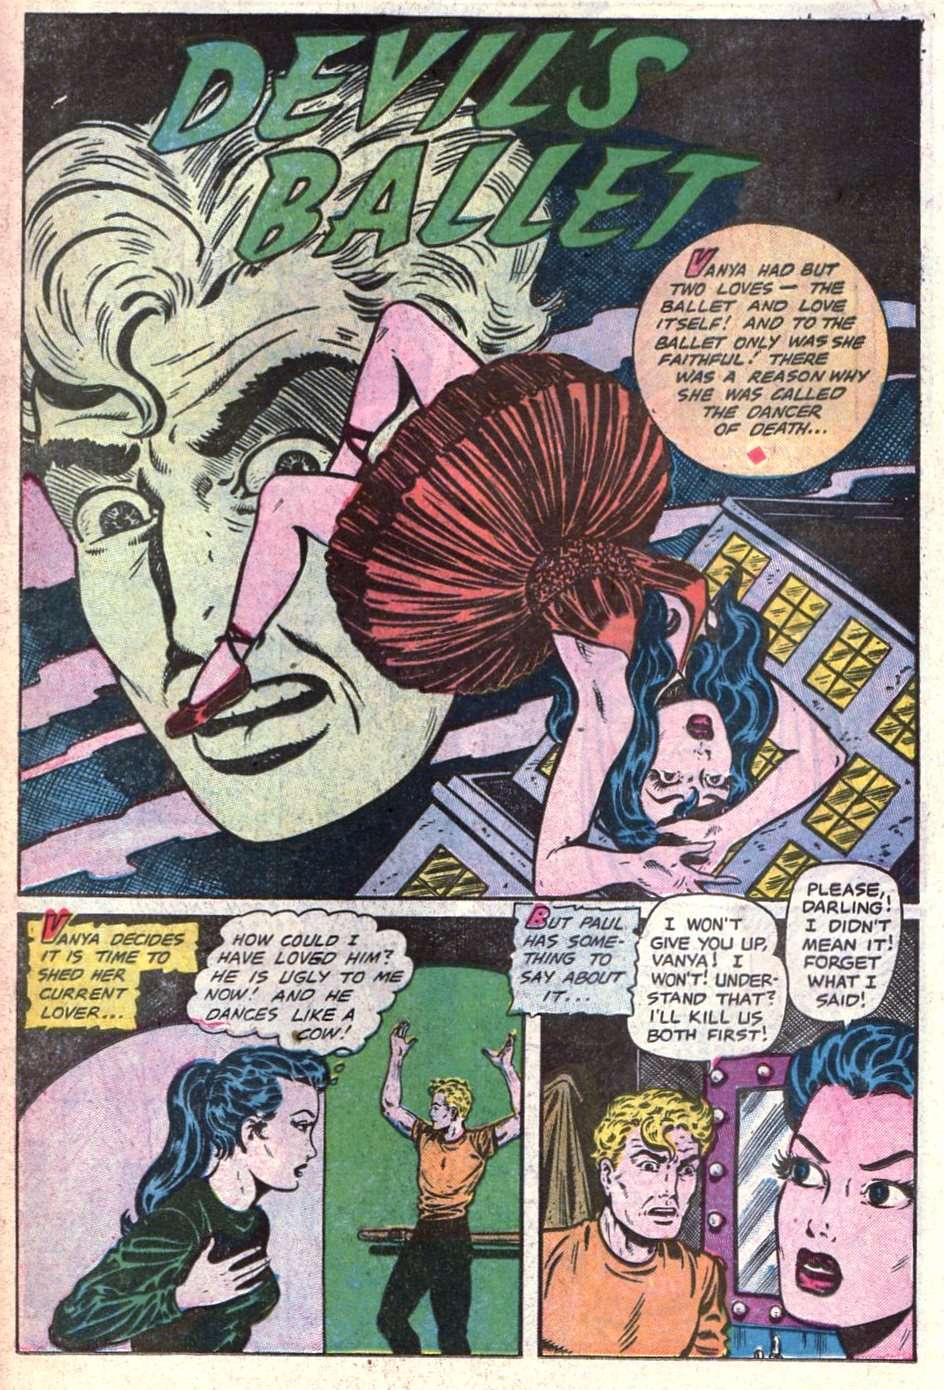 DEVIL'S
BALLET
VANYA HAD BUT
TWO LOVES — THE
BALLET AND LOVE
ITSELF! AND TO THE
BALLET ONLY WAS SHE
FAITHFUL! THERE
WAS A REASON WHY
SHE WAS CALLED
THE DANCER
OF DEATH...
VANYA DECIDES
IT IS TIME TO
SHED HER
CURRENT
LOVER...
HOW COULD I
HAVE LOVED HIM?
HE IS UGLY TO ME
NOW! AND HE
DANCES LIKE A
COW!
BUT PAUL
HAS SOME-
THING TO
SAY ABOUT
IT...
I WON'T
GIVE YOU UP,
VANYA! I
WON'T! UNDER-
STAND THAT?
I'LL KILL US
BOTH FIRST!
PLEASE,
DARLING!
I DIDN'T
MEAN IT!
FORGET
WHAT I
SAID!